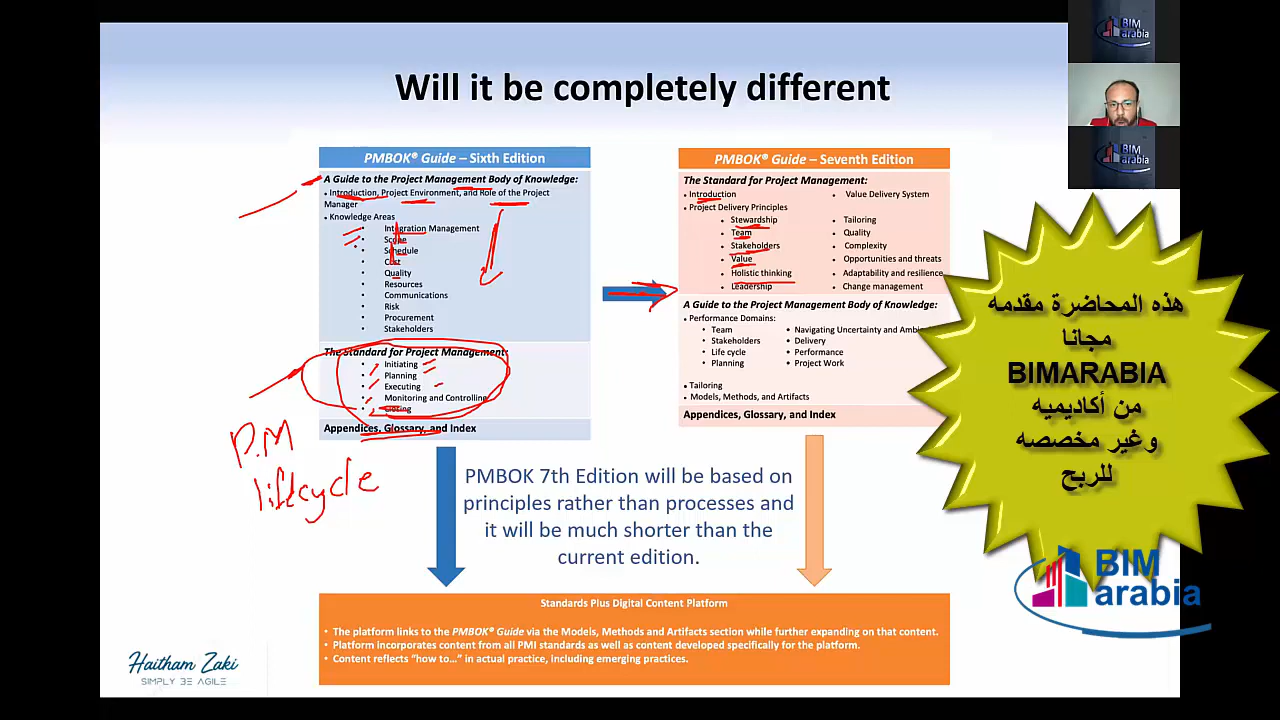 Will it be completely different
PMBOK® Guide – Sixth Edition
A Guide to the Project Management Body of Knowledge:
• Introduction, Project Environment, and Role of the Project
Manager
• Knowledge Areas
• Integration Management
• Scope
• Schedule
• Cost
• Quality
• Resources
• Communications
• Risk
• Procurement
• Stakeholders
The Standard for Project Management:
• Initiating
• Planning
• Executing
• Monitoring and Controlling
• Closing
Appendices, Glossary, and Index
P.M
lifecycle
PMBOK® Guide – Seventh Edition
The Standard for Project Management:
• Introduction
• Value Delivery System
• Project Delivery Principles
• Stewardship
• Team
• Stakeholders
• Value
• Holistic thinking
• Leadership
• Tailoring
• Quality
• Complexity
• Opportunities and threats
• Adaptability and resilience
• Change management
A Guide to the Project Management Body of Knowledge:
• Performance Domains:
• Team
• Stakeholders
• Life cycle
• Planning
• Navigating Uncertainty and
• Delivery
• Performance
• Project Work
• Tailoring
• Models, Methods, and Artifacts
Appendices, Glossary, and Index
PMBOK 7th Edition will be based on
principles rather than processes and
it will be much shorter than the
current edition.
Standards Plus Digital Content Platform
• The platform links to the PMBOK® Guide via the Models, Methods and Artifacts section while further expanding on that content.
• Platform incorporates content from all PMI standards as well as content developed specifically for the platform.
• Content reflects "how to…" in actual practice, including emerging practices.
Haitham Zaki
SIMPLY BE AGILE
BIM
arabia
BIM
arabia
هذه المحاضرة مقدمه
مجانا
BIMARABIA
من أكاديميه
وغير مخصصه
للربح
BIM
arabia